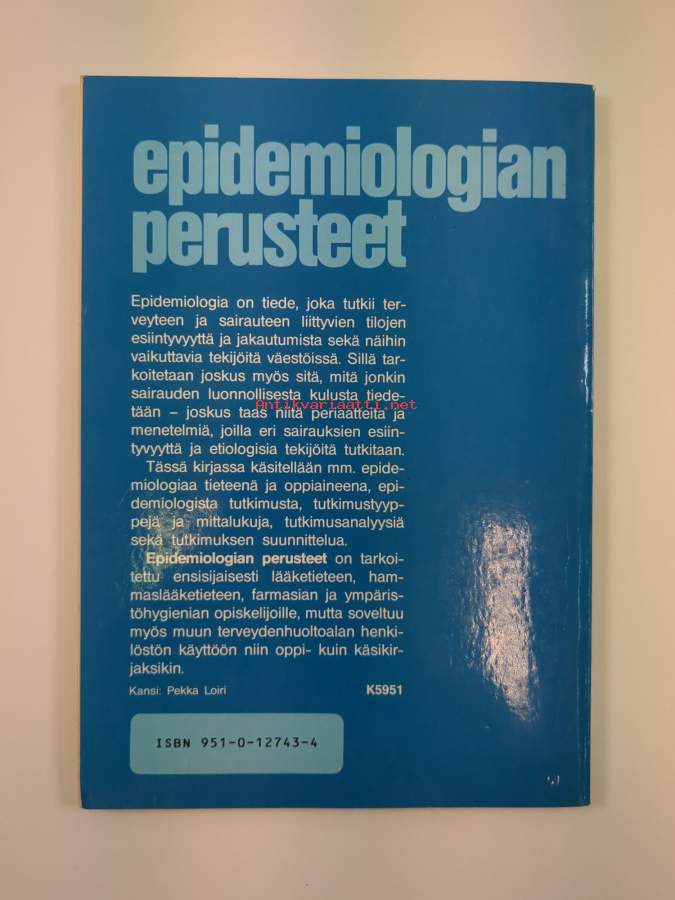 epidemiologian
perusteet
Epidemiologia on tiede, joka tutkii ter-
veyteen ja sairauteen liittyvien tilojen
esiintyvyyttä ja jakautumista sekä näihin
vaikuttavia tekijöitä väestöissä. Sillä tar-
koitetaan joskus myös sitä, mitä jonkin
sairauden luonnollisesta kulusta tiede-
Antikvariaatti.net
tään – joskus taas niitä periaatteita ja
menetelmiä, joilla eri sairauksien esiin-
tyvyyttä ja etiologisia tekijöitä tutkitaan.
Tässä kirjassa käsitellään mm. epide-
miologiaa tieteenä ja oppiaineena, epi-
demiologista tutkimusta, tutkimustyyp-
pejä ja mittalukuja, tutkimusanalyysiä
sekä tutkimuksen suunnittelua.
Epidemiologian perusteet on tarkoi-
tettu ensisijaisesti lääketieteen, ham-
maslääketieteen, farmasian ja ympäris-
töhygienian opiskelijoille, mutta soveltuu
myös muun terveydenhuoltoalan henki-
löstön käyttöön niin oppi- kuin käsikir-
jaksikin.
Kansi: Pekka Loiri K5951
ISBN 951-0-12743-4